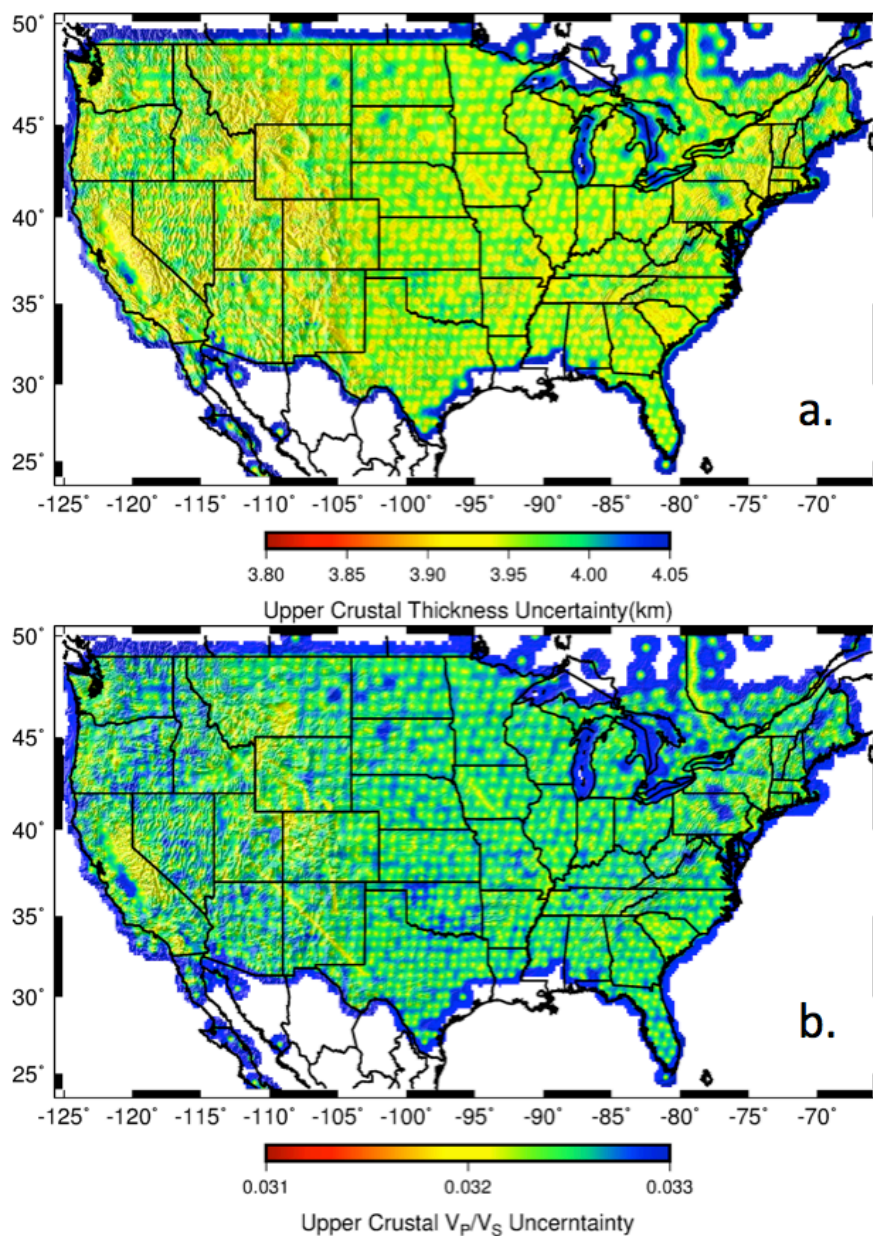 50˚
45˚
40˚
35˚
30˚
25˚
a.
-125˚ -120˚ -115˚ -110˚ -105˚ -100˚ -95˚ -90˚ -85˚ -80˚ -75˚ -70˚
3.80 3.85 3.90 3.95 4.00 4.05
Upper Crustal Thickness Uncertainty(km)
50˚
45˚
40˚
35˚
30˚
25˚
b.
-125˚ -120˚ -115˚ -110˚ -105˚ -100˚ -95˚ -90˚ -85˚ -80˚ -75˚ -70˚
0.031 0.032 0.033
Upper Crustal VP/VS Uncerntainty